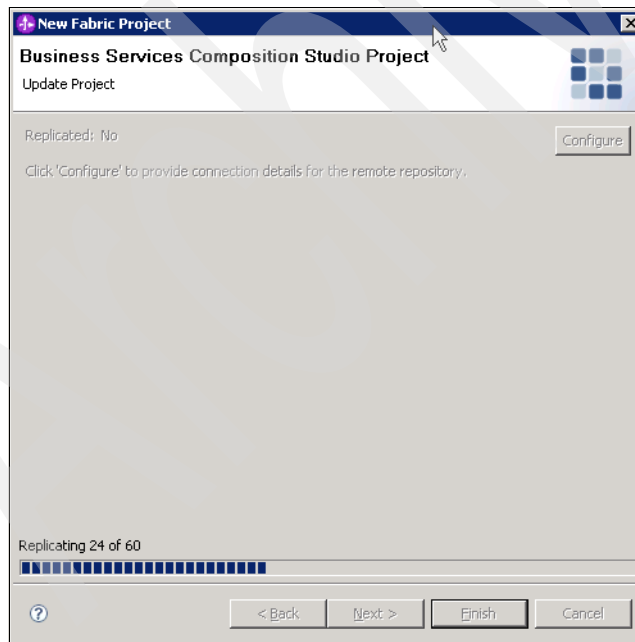 New Fabric Project
Business Services Composition Studio Project
Update Project
Replicated: No
Configure
Click 'Configure' to provide connection details for the remote repository.
Replicating 24 of 60
? < Back Next > Finish Cancel